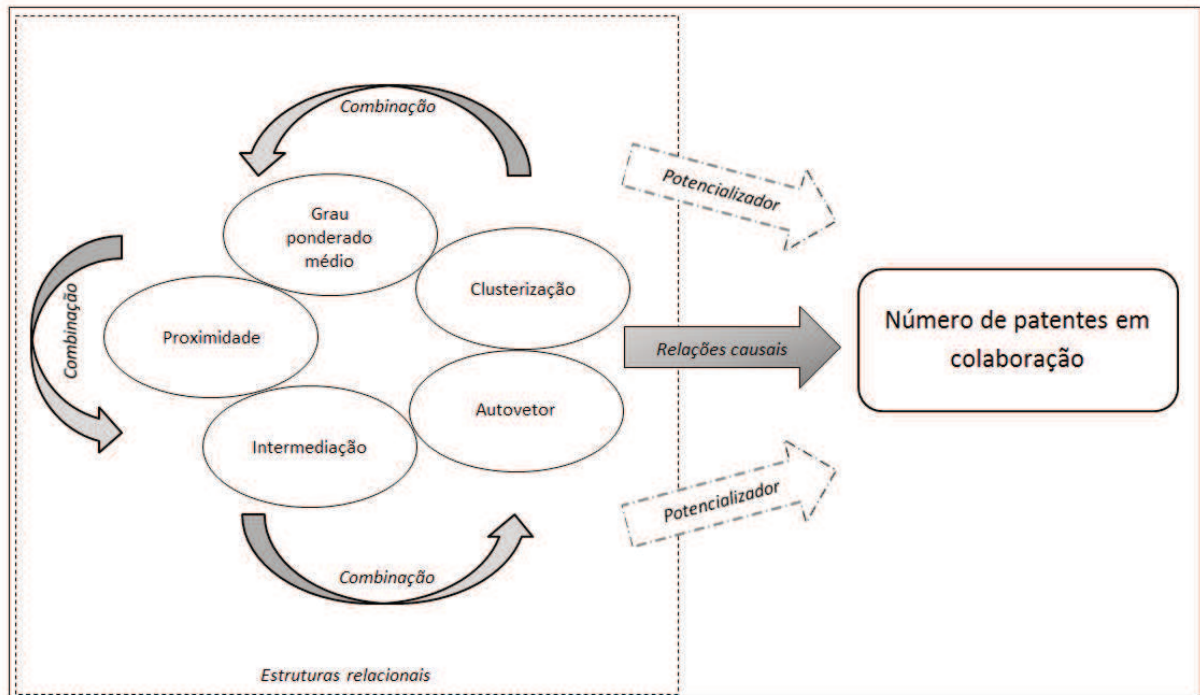 Combinação
Potencializador
Grau
ponderado
médio
Clusterização
Combinação
Proximidade
Relações causais
Número de patentes em
colaboração
Autovetor
Intermediação
Potencializador
Combinação
Estruturas relacionais